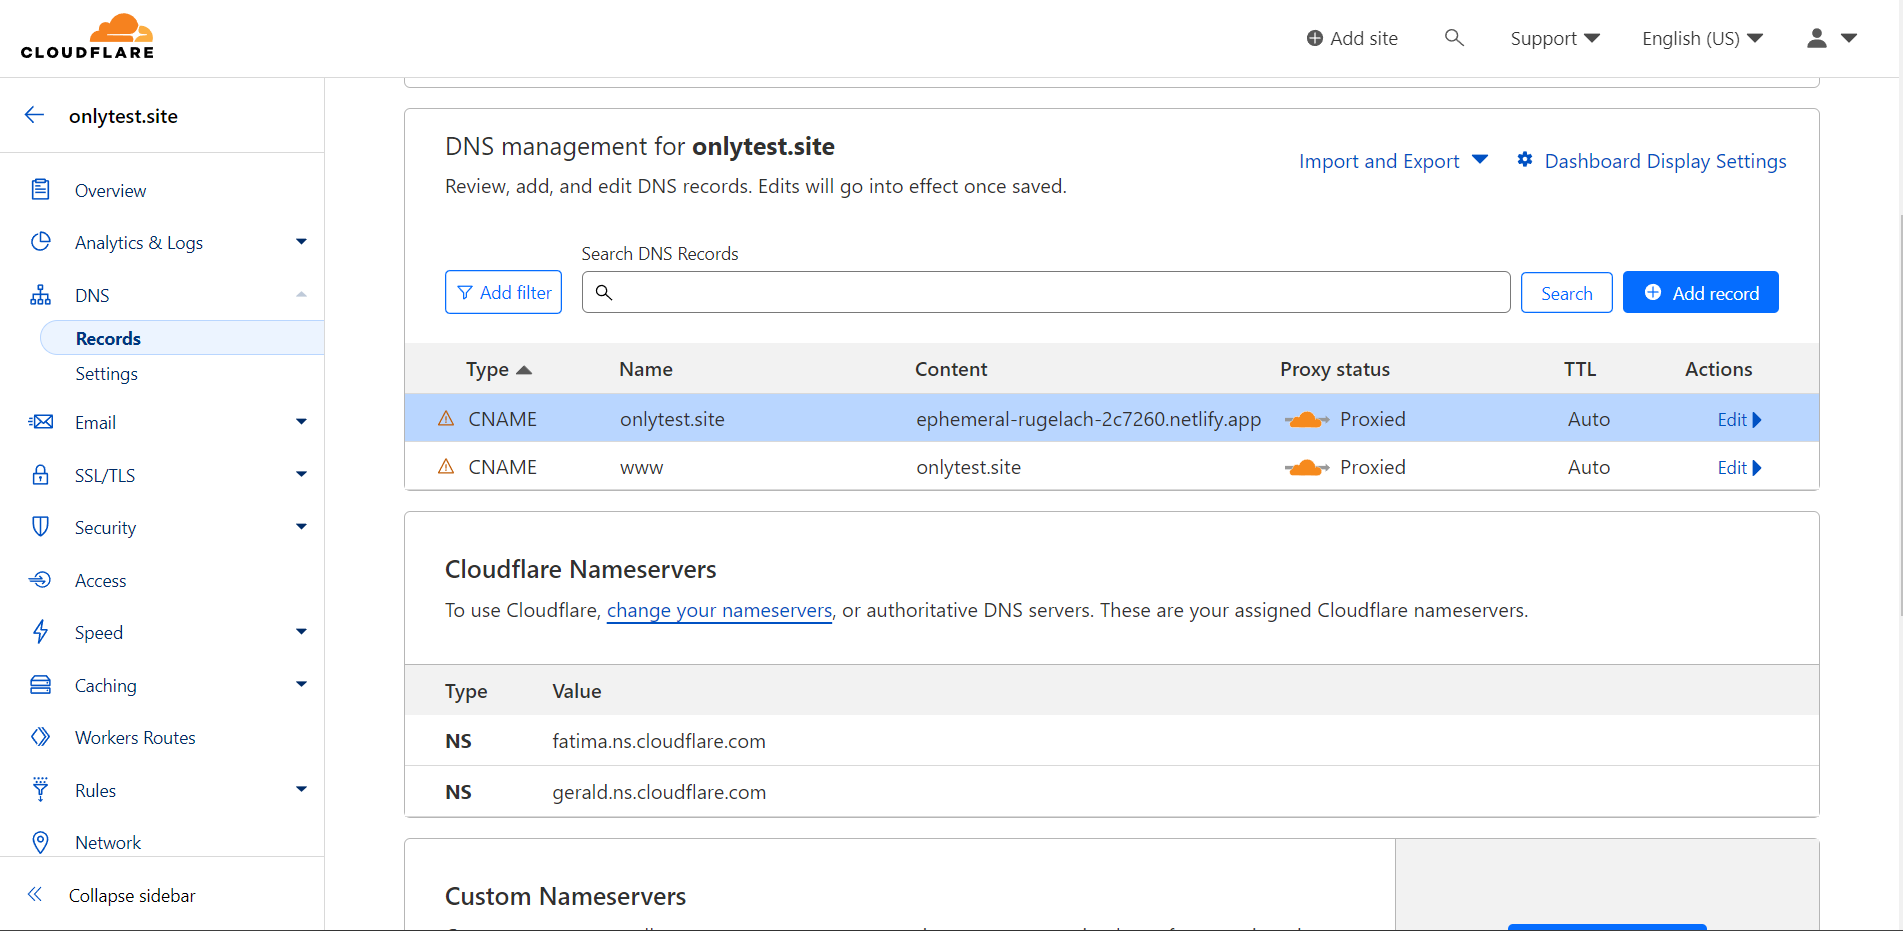 CLOUDFLARE
Add site
Support
English (US)
onlytest.site
Overview
Analytics & Logs
DNS
Records
Settings
Email
SSL/TLS
Security
Access
Speed
Caching
Workers Routes
Rules
Network
Collapse sidebar
DNS management for onlytest.site
Review, add, and edit DNS records. Edits will go into effect once saved.
Import and Export
Dashboard Display Settings
Search DNS Records
Add filter
Search
Add record
Type Name Content Proxy status TTL Actions
CNAME onlytest.site ephemeral-rugelach-2c7260.netlify.app Proxied Auto Edit
CNAME www onlytest.site Proxied Auto Edit
Cloudflare Nameservers
To use Cloudflare, change your nameservers, or authoritative DNS servers. These are your assigned Cloudflare nameservers.
Type Value
NS fatima.ns.cloudflare.com
NS gerald.ns.cloudflare.com
Custom Nameservers